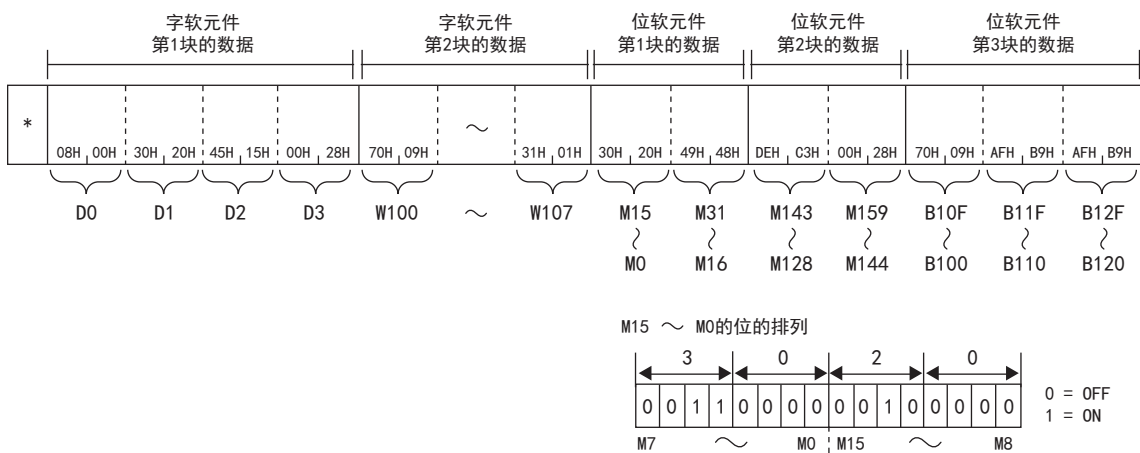 字软元件 字软元件 位软元件 位软元件 位软元件
第1块的数据 第2块的数据 第1块的数据 第2块的数据 第3块的数据
* ～
08H 00H 30H 20H 45H 15H 00H 28H 70H 09H 31H 01H 30H 20H 49H 48H DEH C3H 00H 28H 70H 09H AFH B9H AFH B9H
D0 D1 D2 D3 W100 ～ W107 M15 M31 M143 M159 B10F B11F B12F
～ ～ ～ ～ ～ ～ ～
M0 M16 M128 M144 B100 B110 B120
M15 ～ M0的位的排列
3 0 2 0
0 0 1 1 0 0 0 0 0 0 1 0 0 0 0 0
0 = OFF
1 = ON
M7 ～ M0 M15 ～ M8